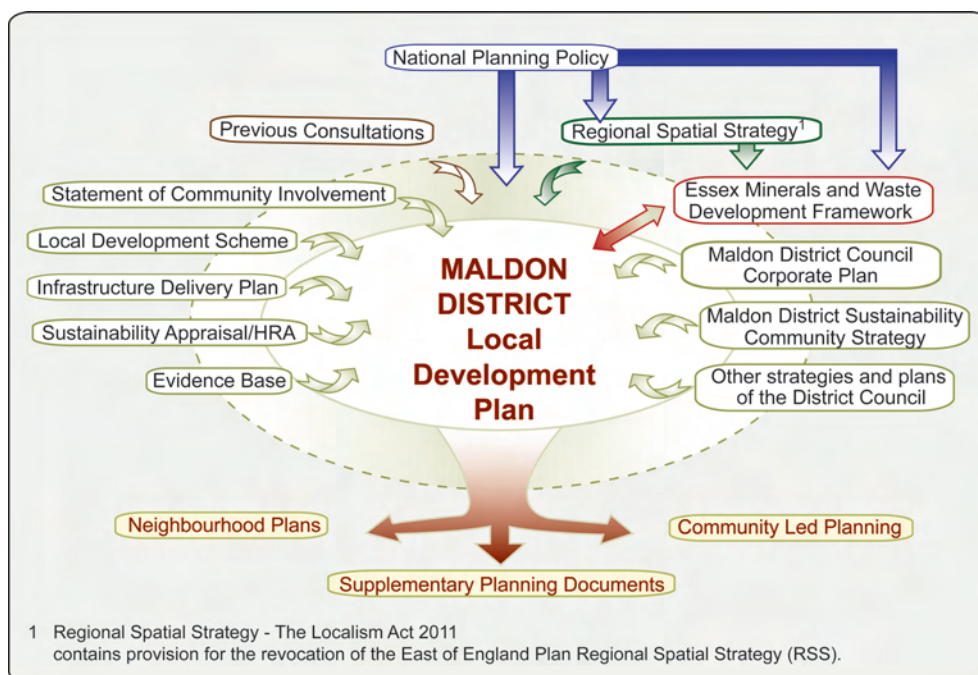 National Planning Policy
Previous Consultations
Regional Spatial Strategy1
Statement of Community Involvement
Essex Minerals and Waste
Development Framework
Local Development Scheme
Maldon District Council
Corporate Plan
Infrastructure Delivery Plan
Sustainability Appraisal/HRA
Maldon District Sustainability
Community Strategy
Evidence Base
Other strategies and plans
of the District Council
MALDON
DISTRICT
Local
Development
Plan
Neighbourhood Plans
Community Led Planning
Supplementary Planning Documents
1 Regional Spatial Strategy - The Localism Act 2011
contains provision for the revocation of the East of England Plan Regional Spatial Strategy (RSS).